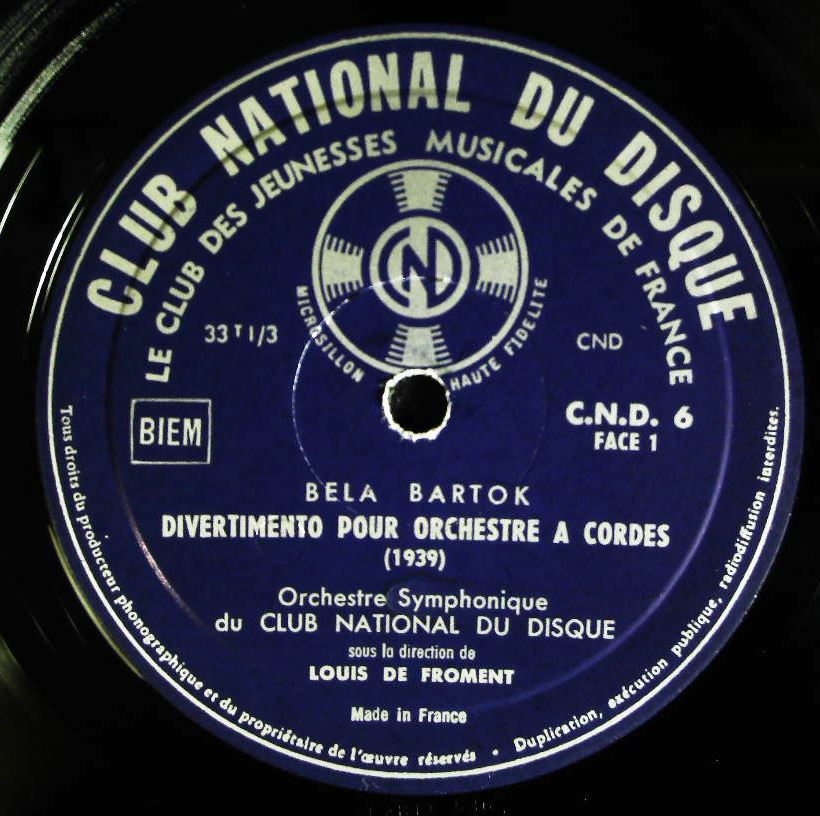 CLUB NATIONAL DU DISQUE
LE CLUB DES JEUNESSES MUSICALES DE FRANCE
CN
MICROSILLON HAUTE FIDELITE
33 T 1/3
CND
BIEM
C.N.D. 6
FACE 1
BELA BARTOK
DIVERTIMENTO POUR ORCHESTRE A CORDES
(1939)
Orchestre Symphonique
du CLUB NATIONAL DU DISQUE
sous la direction de
LOUIS DE FROMENT
Made in France
Tous droits du producteur phonographique et du propriétaire de l'œuvre réservés • Duplication, exécution publique, radiodiffusion interdites.